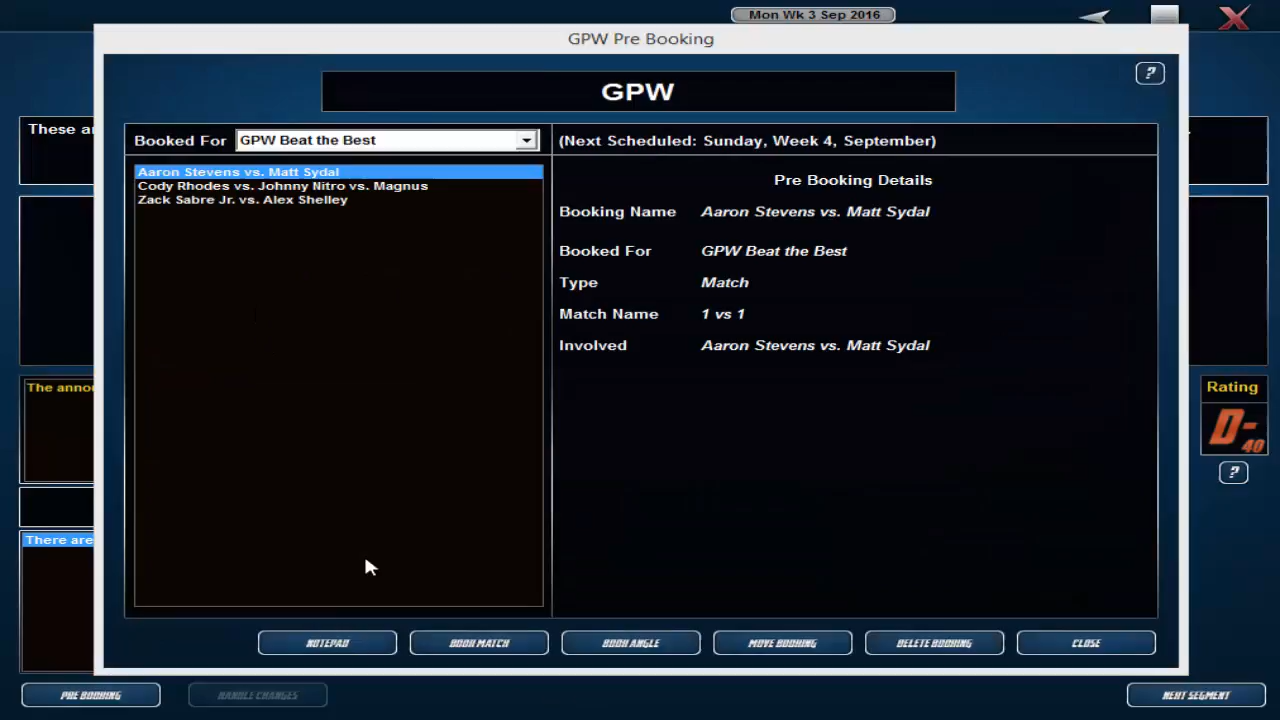 Mon Wk 3 Sep 2016
GPW Pre Booking
?
GPW
These ar
Booked For GPW Beat the Best
(Next Scheduled: Sunday, Week 4, September)
Aaron Stevens vs. Matt Sydal
Cody Rhodes vs. Johnny Nitro vs. Magnus
Zack Sabre Jr. vs. Alex Shelley
Pre Booking Details
Booking Name Aaron Stevens vs. Matt Sydal
Booked For GPW Beat the Best
Type Match
Match Name 1 vs 1
Involved Aaron Stevens vs. Matt Sydal
The anno
Rating
D-
40
?
There are
NOTEPAD BOOK MATCH BOOK ANGLE MOVE BOOKING DELETE BOOKING CLOSE
PRE BOOKING HANDLE CHANGES NEXT SEGMENT